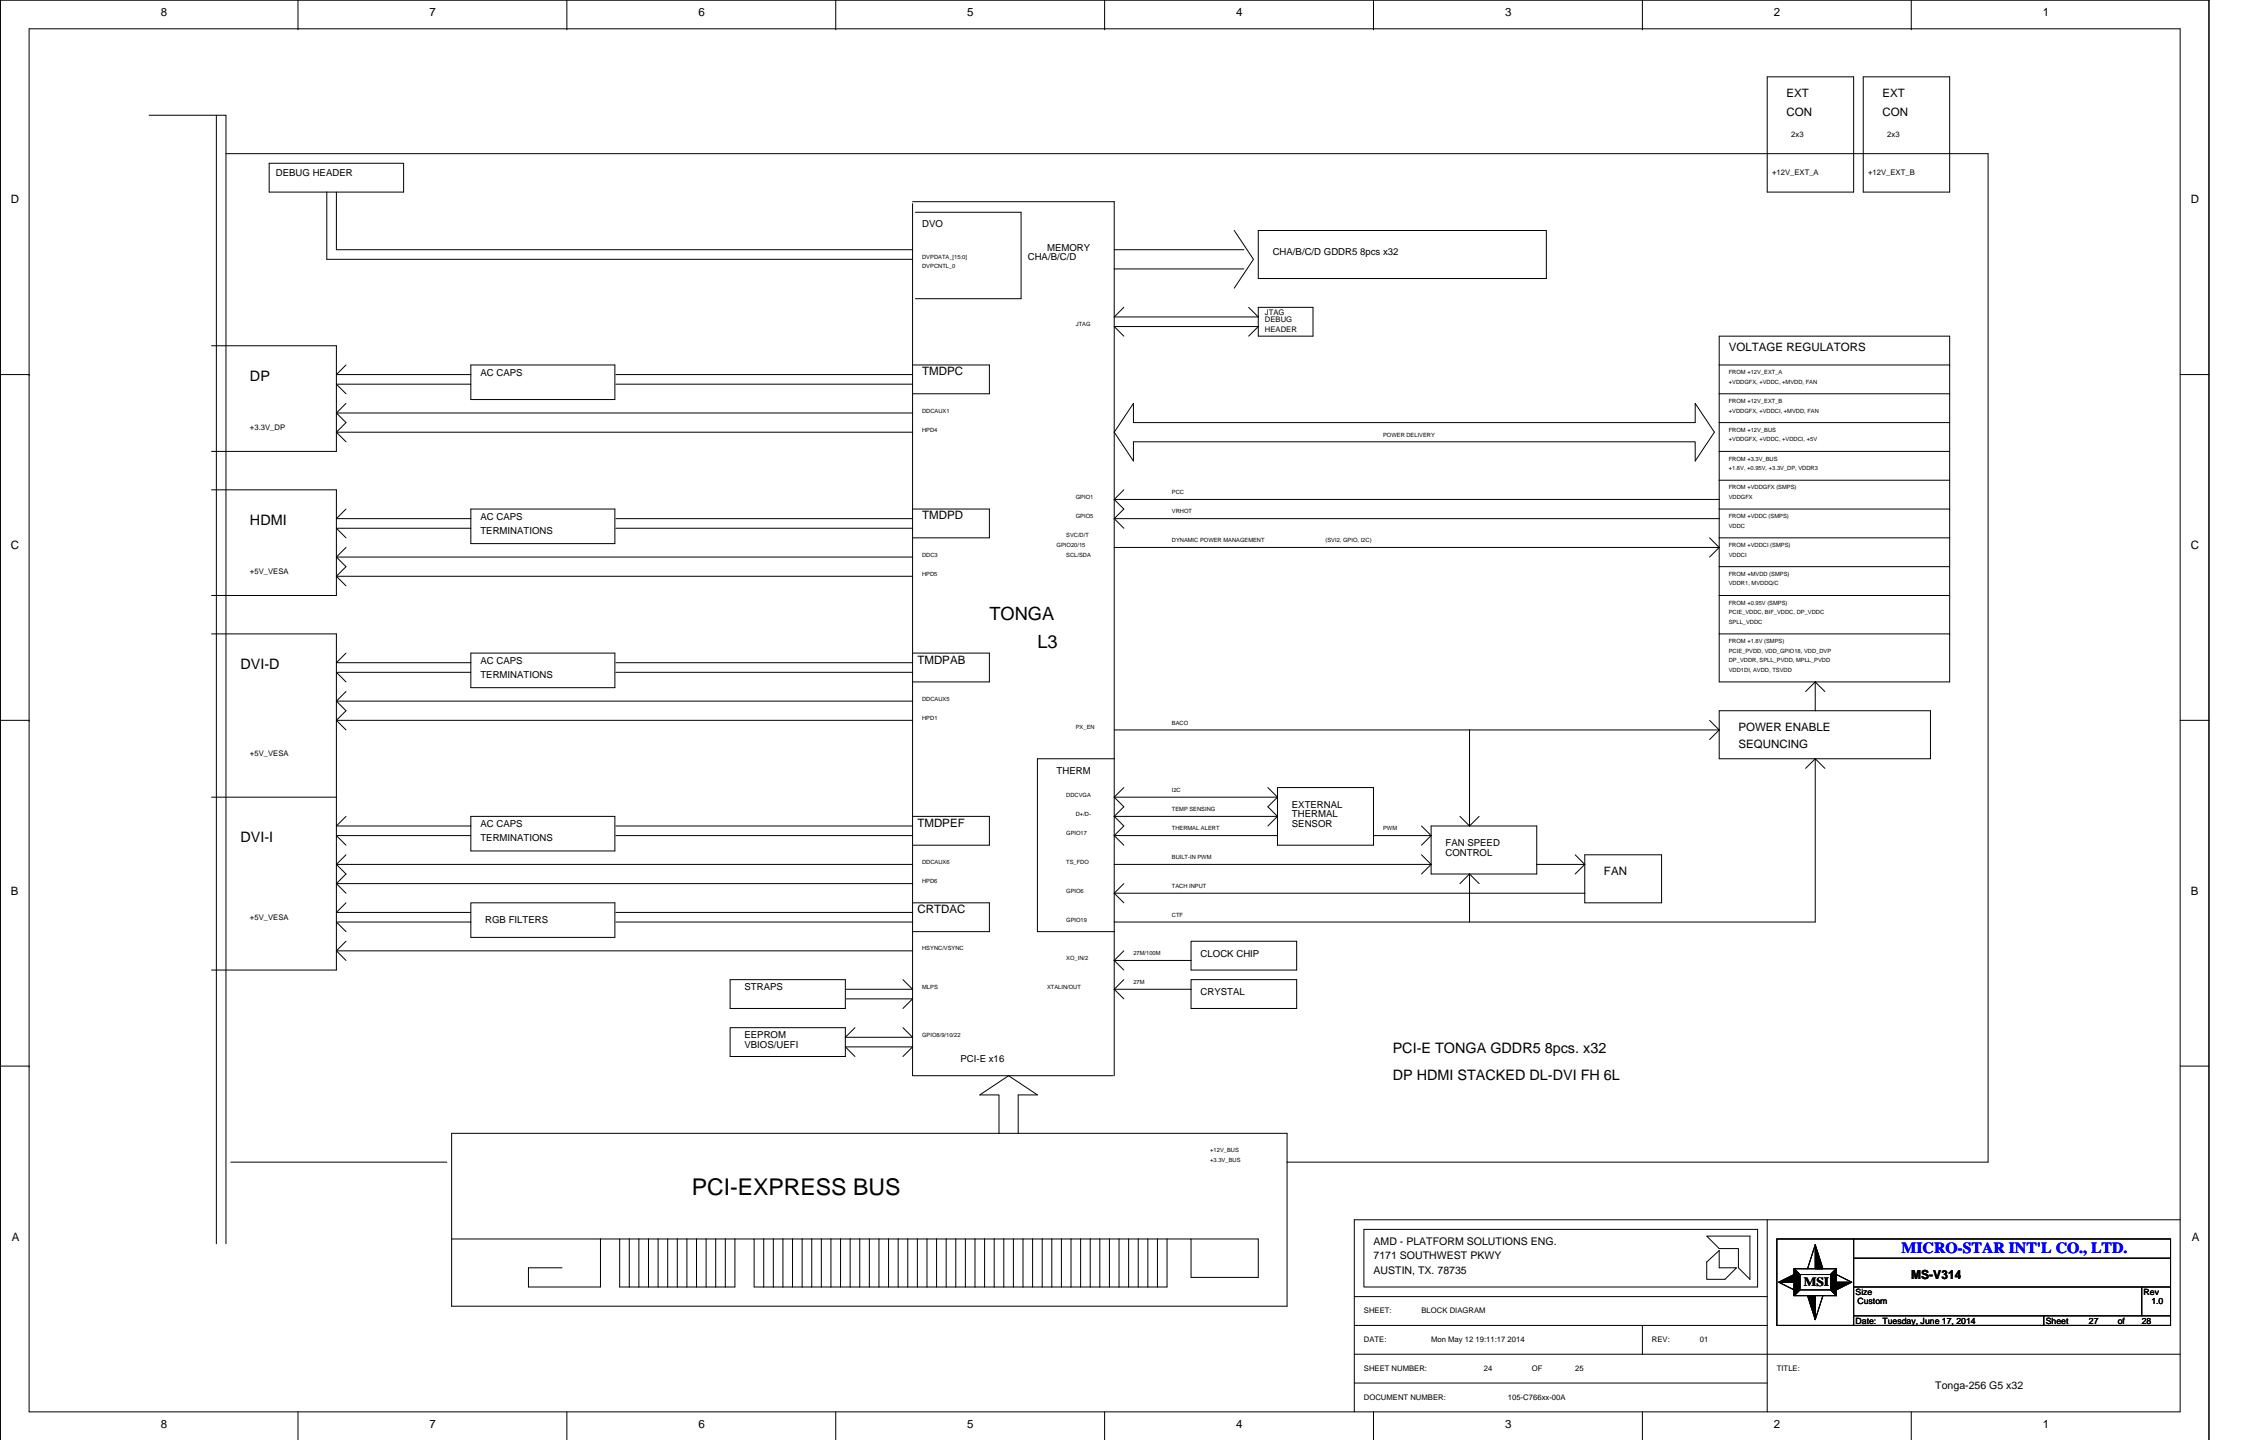 8 7 6 5 4 3 2 1
EXT
CON
2x3
+12V_EXT_A
EXT
CON
2x3
+12V_EXT_B
D
D
DEBUG HEADER
DVO
DVPDATA_[15:0]
DVPCNTL_0
MEMORY
CHA/B/C/D
CHA/B/C/D GDDR5 8pcs x32
JTAG
JTAG
DEBUG
HEADER
DP
+3.3V_DP
AC CAPS
TMDPC
DDCAUX1
HPD4
VOLTAGE REGULATORS
FROM +12V_EXT_A
+VDDGFX, +VDDC, +MVDD, FAN
FROM +12V_EXT_B
+VDDGFX, +VDDCI, +MVDD, FAN
FROM +12V_BUS
+VDDGFX, +VDDC, +VDDCI, +5V
FROM +3.3V_BUS
+1.8V, +0.95V, +3.3V_DP, VDDR3
FROM +VDDGFX (SMPS)
VDDGFX
FROM +VDDC (SMPS)
VDDC
FROM +VDDCI (SMPS)
VDDCI
FROM +MVDD (SMPS)
VDDR1, MVDDQ/C
FROM +0.95V (SMPS)
PCIE_VDDC, BIF_VDDC, DP_VDDC
SPLL_VDDC
FROM +1.8V (SMPS)
PCIE_PVDD, VDD_GPIO18, VDD_DVP
DP_VDDR, SPLL_PVDD, MPLL_PVDD
VDD1DI, AVDD, TSVDD
POWER DELIVERY
HDMI
+5V_VESA
AC CAPS
TERMINATIONS
TMDPD
DDC3
HPD5
GPIO1
PCC
GPIO5
VRHOT
SVC/D/T
GPIO20/15
SCL/SDA
DYNAMIC POWER MANAGEMENT (SVI2, GPIO, I2C)
C
C
TONGA
L3
DVI-D
+5V_VESA
AC CAPS
TERMINATIONS
TMDPAB
DDCAUX5
HPD1
PX_EN
BACO
POWER ENABLE
SEQUNCING
THERM
DDCVGA
I2C
D+/D-
TEMP SENSING
GPIO17
THERMAL ALERT
EXTERNAL
THERMAL
SENSOR
PWM
TS_FDO
BUILT-IN PWM
FAN SPEED
CONTROL
FAN
GPIO6
TACH INPUT
GPIO19
CTF
DVI-I
+5V_VESA
AC CAPS
TERMINATIONS
TMDPEF
DDCAUX6
HPD6
RGB FILTERS
CRTDAC
HSYNC/VSYNC
B
B
XO_IN/2
27M/100M
CLOCK CHIP
XTALIN/OUT
27M
CRYSTAL
STRAPS
MLPS
EEPROM
VBIOS/UEFI
GPIO8/9/10/22
PCI-E x16
PCI-E TONGA GDDR5 8pcs. x32
DP HDMI STACKED DL-DVI FH 6L
PCI-EXPRESS BUS
+12V_BUS
+3.3V_BUS
A
A
AMD - PLATFORM SOLUTIONS ENG.
7171 SOUTHWEST PKWY
AUSTIN, TX. 78735
SHEET: BLOCK DIAGRAM
DATE: Mon May 12 19:11:17 2014
REV: 01
SHEET NUMBER: 24 OF 25
DOCUMENT NUMBER: 105-C766xx-00A
MSI
MICRO-STAR INT'L CO., LTD.
MS-V314
Size
Custom
Rev
1.0
Date: Tuesday, June 17, 2014
Sheet 27 of 28
TITLE:
Tonga-256 G5 x32
8 7 6 5 4 3 2 1